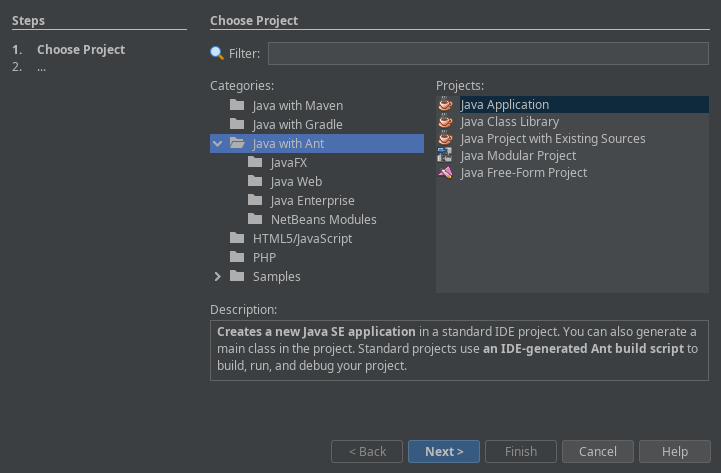 Steps
1. Choose Project
2. ...
Choose Project
Filter:
Categories:
Java with Maven
Java with Gradle
Java with Ant
JavaFX
Java Web
Java Enterprise
NetBeans Modules
HTML5/JavaScript
PHP
Samples
Projects:
Java Application
Java Class Library
Java Project with Existing Sources
Java Modular Project
Java Free-Form Project
Description:
Creates a new Java SE application in a standard IDE project. You can also generate a
main class in the project. Standard projects use an IDE-generated Ant build script to
build, run, and debug your project.
< Back
Next >
Finish
Cancel
Help